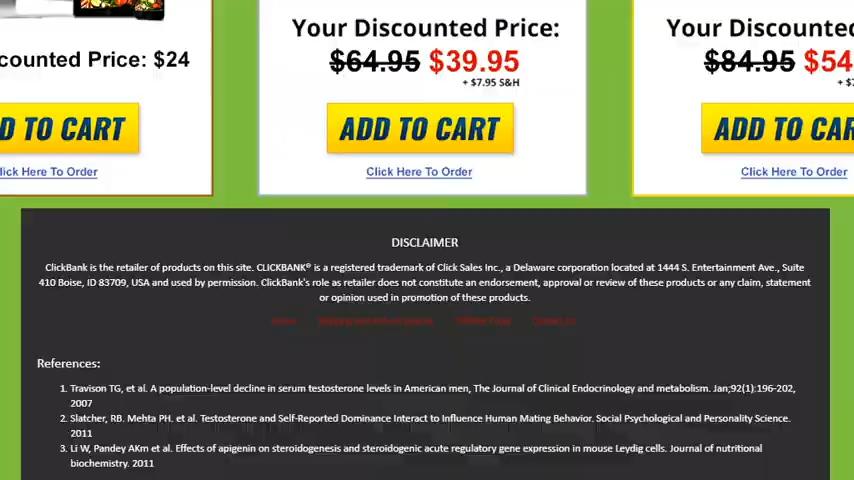 counted Price: $24
D TO CART
lick Here To Order
Your Discounted Price:
$64.95 $39.95
+ $7.95 S&H
ADD TO CART
Click Here To Order
Your Discounted
$84.95 $54
+ $7
ADD TO CAR
Click Here To Order
DISCLAIMER
ClickBank is the retailer of products on this site. CLICKBANK® is a registered trademark of Click Sales Inc., a Delaware corporation located at 1444 S. Entertainment Ave., Suite
410 Boise, ID 83709, USA and used by permission. ClickBank's role as retailer does not constitute an endorsement, approval or review of these products or any claim, statement
or opinion used in promotion of these products.
References:
1. Travison TG, et al. A population-level decline in serum testosterone levels in American men, The Journal of Clinical Endocrinology and metabolism. Jan;92(1):196-202,
2007
2. Slatcher, RB. Mehta PH. et al. Testosterone and Self-Reported Dominance Interact to Influence Human Mating Behavior. Social Psychological and Personality Science.
2011
3. Li W, Pandey AKm et al. Effects of apigenin on steroidogenesis and steroidogenic acute regulatory gene expression in mouse Leydig cells. Journal of nutritional
biochemistry. 2011